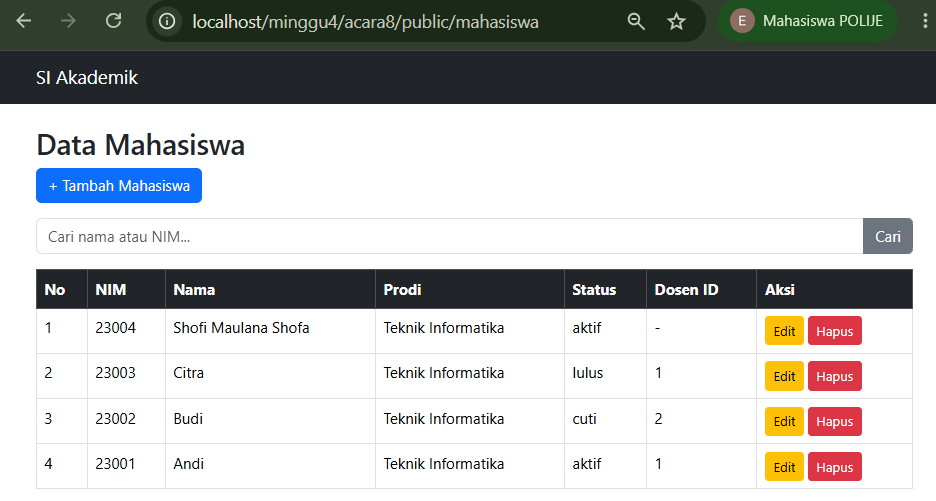 localhost/minggu4/acara8/public/mahasiswa E Mahasiswa POLIJE
SI Akademik
Data Mahasiswa
+ Tambah Mahasiswa
Cari nama atau NIM... Cari
No NIM Nama Prodi Status Dosen ID Aksi
1 23004 Shofi Maulana Shofa Teknik Informatika aktif - Edit Hapus
2 23003 Citra Teknik Informatika lulus 1 Edit Hapus
3 23002 Budi Teknik Informatika cuti 2 Edit Hapus
4 23001 Andi Teknik Informatika aktif 1 Edit Hapus